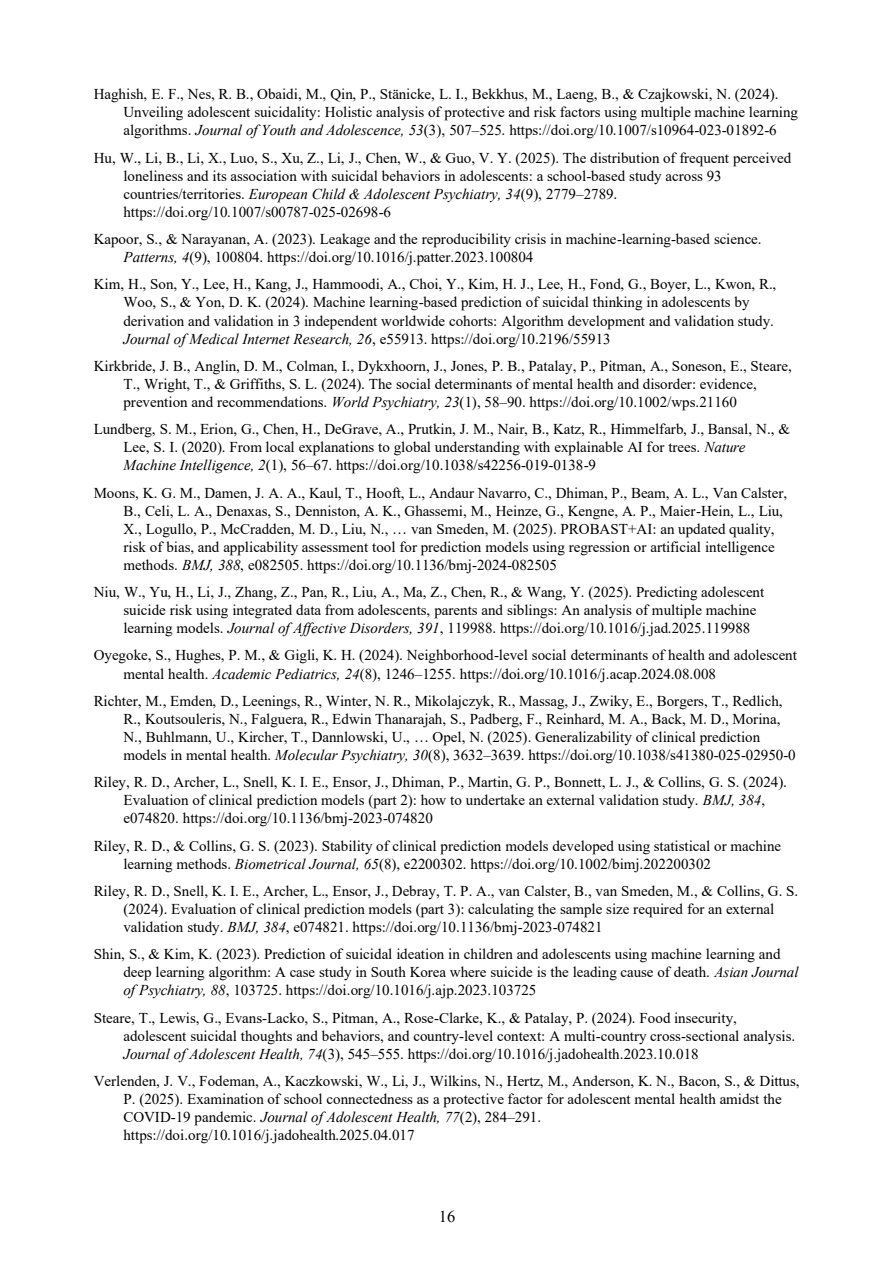 Haghish, E. F., Nes, R. B., Obaidi, M., Qin, P., Stänicke, L. I., Bekkhus, M., Laeng, B., & Czajkowski, N. (2024).
Unveiling adolescent suicidality: Holistic analysis of protective and risk factors using multiple machine learning
algorithms. Journal of Youth and Adolescence, 53(3), 507–525. https://doi.org/10.1007/s10964-023-01892-6
Hu, W., Li, B., Li, X., Luo, S., Xu, Z., Li, J., Chen, W., & Guo, V. Y. (2025). The distribution of frequent perceived
loneliness and its association with suicidal behaviors in adolescents: a school-based study across 93
countries/territories. European Child & Adolescent Psychiatry, 34(9), 2779–2789.
https://doi.org/10.1007/s00787-025-02698-6
Kapoor, S., & Narayanan, A. (2023). Leakage and the reproducibility crisis in machine-learning-based science.
Patterns, 4(9), 100804. https://doi.org/10.1016/j.patter.2023.100804
Kim, H., Son, Y., Lee, H., Kang, J., Hammoodi, A., Choi, Y., Kim, H. J., Lee, H., Fond, G., Boyer, L., Kwon, R.,
Woo, S., & Yon, D. K. (2024). Machine learning-based prediction of suicidal thinking in adolescents by
derivation and validation in 3 independent worldwide cohorts: Algorithm development and validation study.
Journal of Medical Internet Research, 26, e55913. https://doi.org/10.2196/55913
Kirkbride, J. B., Anglin, D. M., Colman, I., Dykxhoorn, J., Jones, P. B., Patalay, P., Pitman, A., Soneson, E., Steare,
T., Wright, T., & Griffiths, S. L. (2024). The social determinants of mental health and disorder: evidence,
prevention and recommendations. World Psychiatry, 23(1), 58–90. https://doi.org/10.1002/wps.21160
Lundberg, S. M., Erion, G., Chen, H., DeGrave, A., Prutkin, J. M., Nair, B., Katz, R., Himmelfarb, J., Bansal, N., &
Lee, S. I. (2020). From local explanations to global understanding with explainable AI for trees. Nature
Machine Intelligence, 2(1), 56–67. https://doi.org/10.1038/s42256-019-0138-9
Moons, K. G. M., Damen, J. A. A., Kaul, T., Hooft, L., Andaur Navarro, C., Dhiman, P., Beam, A. L., Van Calster,
B., Celi, L. A., Denaxas, S., Denniston, A. K., Ghassemi, M., Heinze, G., Kengne, A. P., Maier-Hein, L., Liu,
X., Logullo, P., McCradden, M. D., Liu, N., … van Smeden, M. (2025). PROBAST+AI: an updated quality,
risk of bias, and applicability assessment tool for prediction models using regression or artificial intelligence
methods. BMJ, 388, e082505. https://doi.org/10.1136/bmj-2024-082505
Niu, W., Yu, H., Li, J., Zhang, Z., Pan, R., Liu, A., Ma, Z., Chen, R., & Wang, Y. (2025). Predicting adolescent
suicide risk using integrated data from adolescents, parents and siblings: An analysis of multiple machine
learning models. Journal of Affective Disorders, 391, 119988. https://doi.org/10.1016/j.jad.2025.119988
Oyegoke, S., Hughes, P. M., & Gigli, K. H. (2024). Neighborhood-level social determinants of health and adolescent
mental health. Academic Pediatrics, 24(8), 1246–1255. https://doi.org/10.1016/j.acap.2024.08.008
Richter, M., Emden, D., Leenings, R., Winter, N. R., Mikolajczyk, R., Massag, J., Zwiky, E., Borgers, T., Redlich,
R., Koutsouleris, N., Falguera, R., Edwin Thanarajah, S., Padberg, F., Reinhard, M. A., Back, M. D., Morina,
N., Buhlmann, U., Kircher, T., Dannlowski, U., … Opel, N. (2025). Generalizability of clinical prediction
models in mental health. Molecular Psychiatry, 30(8), 3632–3639. https://doi.org/10.1038/s41380-025-02950-0
Riley, R. D., Archer, L., Snell, K. I. E., Ensor, J., Dhiman, P., Martin, G. P., Bonnett, L. J., & Collins, G. S. (2024).
Evaluation of clinical prediction models (part 2): how to undertake an external validation study. BMJ, 384,
e074820. https://doi.org/10.1136/bmj-2023-074820
Riley, R. D., & Collins, G. S. (2023). Stability of clinical prediction models developed using statistical or machine
learning methods. Biometrical Journal, 65(8), e2200302. https://doi.org/10.1002/bimj.202200302
Riley, R. D., Snell, K. I. E., Archer, L., Ensor, J., Debray, T. P. A., van Calster, B., van Smeden, M., & Collins, G. S.
(2024). Evaluation of clinical prediction models (part 3): calculating the sample size required for an external
validation study. BMJ, 384, e074821. https://doi.org/10.1136/bmj-2023-074821
Shin, S., & Kim, K. (2023). Prediction of suicidal ideation in children and adolescents using machine learning and
deep learning algorithm: A case study in South Korea where suicide is the leading cause of death. Asian Journal
of Psychiatry, 88, 103725. https://doi.org/10.1016/j.ajp.2023.103725
Steare, T., Lewis, G., Evans-Lacko, S., Pitman, A., Rose-Clarke, K., & Patalay, P. (2024). Food insecurity,
adolescent suicidal thoughts and behaviors, and country-level context: A multi-country cross-sectional analysis.
Journal of Adolescent Health, 74(3), 545–555. https://doi.org/10.1016/j.jadohealth.2023.10.018
Verlenden, J. V., Fodeman, A., Kaczkowski, W., Li, J., Wilkins, N., Hertz, M., Anderson, K. N., Bacon, S., & Dittus,
P. (2025). Examination of school connectedness as a protective factor for adolescent mental health amidst the
COVID-19 pandemic. Journal of Adolescent Health, 77(2), 284–291.
https://doi.org/10.1016/j.jadohealth.2025.04.017
16